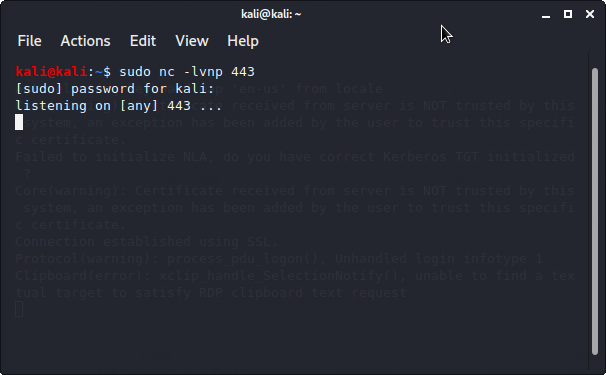 kali@kali: ~
File Actions Edit View Help
kali@kali:~$ sudo nc -lvnp 443
[sudo] password for kali:
listening on [any] 443 ...
'en-us' from locale
received from server is NOT trusted by this
system, an exception has been added by the user to trust this specifi
c certificate.
Failed to initialize NLA, do you have correct Kerberos TGT initialized
?
Core(warning): Certificate received from server is NOT trusted by this
system, an exception has been added by the user to trust this specifi
c certificate.
Connection established using SSL.
Protocol(warning): process_pdu_logon(), Unhandled login infotype 1
Clipboard(error): xclip_handle_SelectionNotify(), unable to find a tex
tual target to satisfy RDP clipboard text request